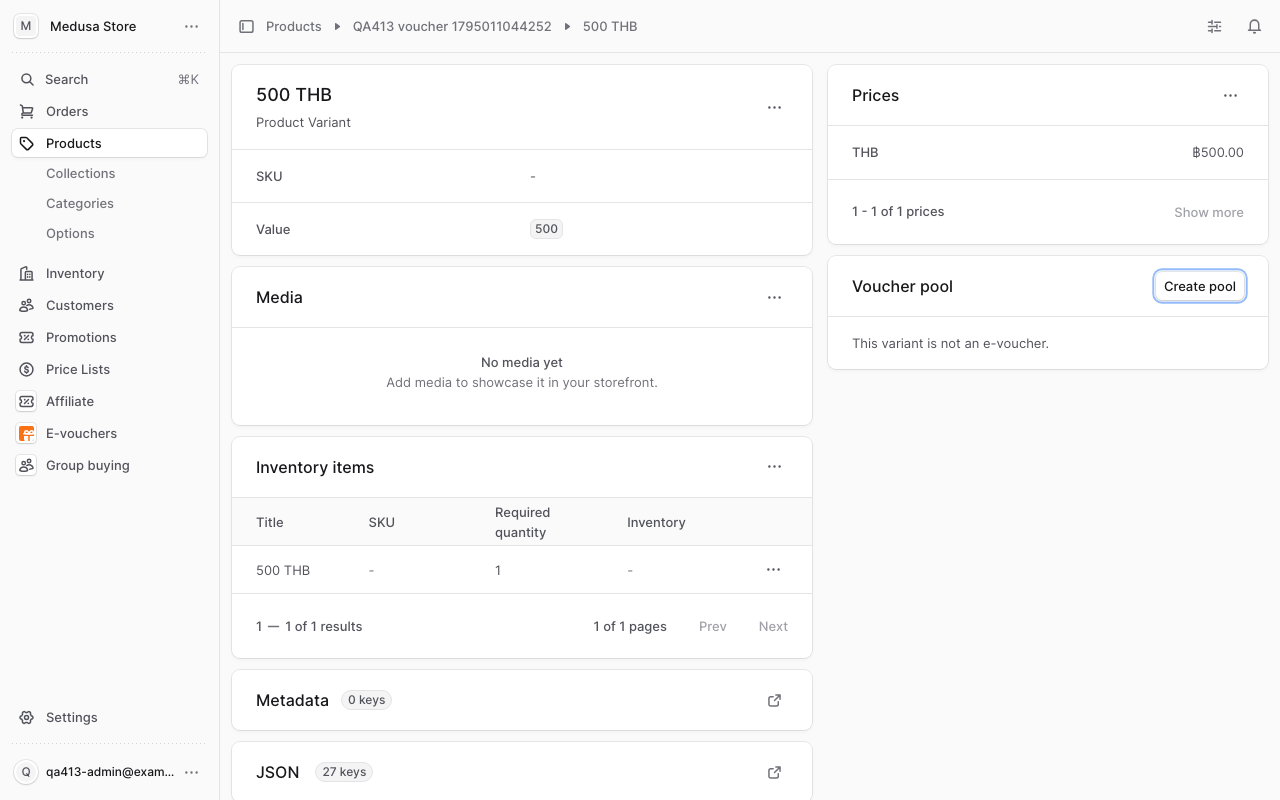 M Medusa Store
Search ⌘K
Orders
Products
Collections
Categories
Options
Inventory
Customers
Promotions
Price Lists
Affiliate
E-vouchers
Group buying
Settings
Q qa413-admin@exam...
Products QA413 voucher 1795011044252 500 THB
500 THB
Product Variant
SKU -
Value 500
Media
No media yet
Add media to showcase it in your storefront.
Inventory items
Title SKU Required quantity Inventory
500 THB - 1 -
1 — 1 of 1 results 1 of 1 pages Prev Next
Metadata 0 keys
JSON 27 keys
Prices
THB ฿500.00
1 - 1 of 1 prices Show more
Voucher pool Create pool
This variant is not an e-voucher.